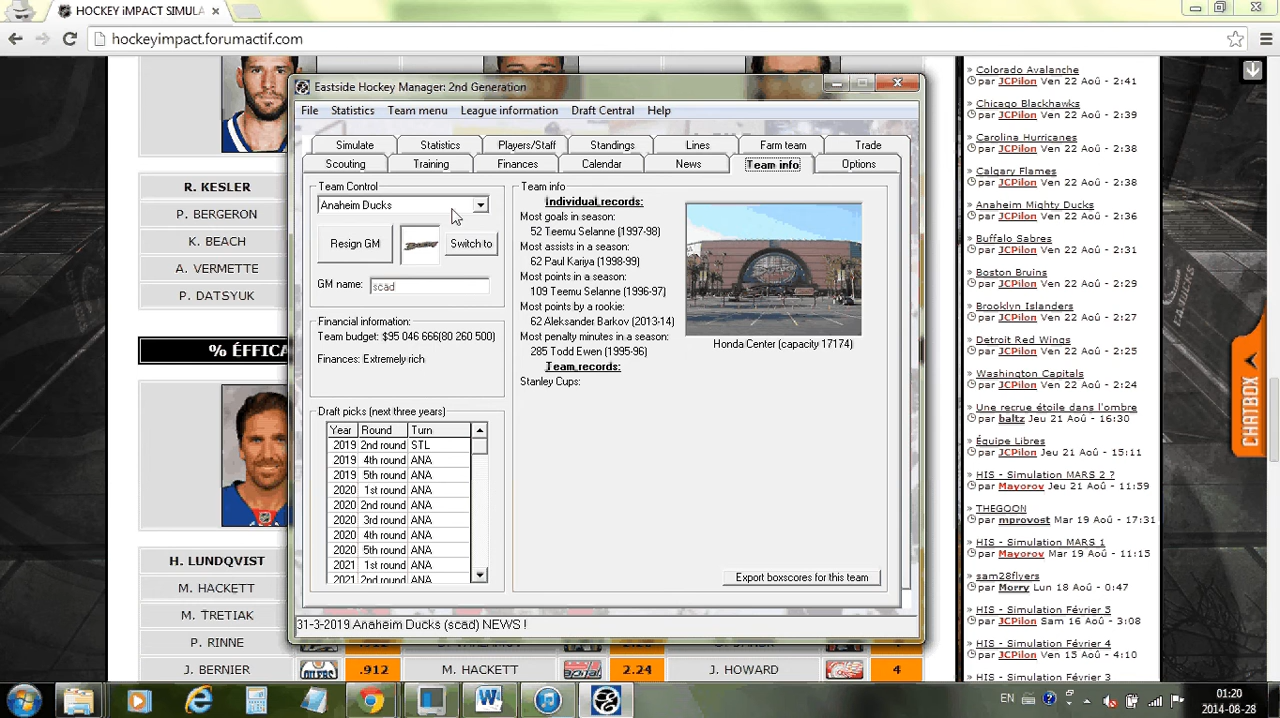 HOCKEY iMPACT SIMULA
hockeyimpact.forumactif.com
R. KESLER
P. BERGERON
K. BEACH
A. VERMETTE
P. DATSYUK
% ÉFFICA
H. LUNDQVIST
M. HACKETT
M. TRETIAK
P. RINNE
J. BERNIER
.912
M. HACKETT
2.24
J. HOWARD
4
Eastside Hockey Manager: 2nd Generation
File Statistics Team menu League information Draft Central Help
Simulate Statistics Players/Staff Standings Lines Farm team Trade
Scouting Training Finances Calendar News Team info Options
Team Control
Anaheim Ducks
Resign GM
Switch to
GM name: scad
Financial information:
Team budget: $95 046 666(80 260 500)
Finances: Extremely rich
Draft picks (next three years)
Year Round Turn
2019 2nd round STL
2019 4th round ANA
2019 5th round ANA
2020 1st round ANA
2020 2nd round ANA
2020 3rd round ANA
2020 4th round ANA
2020 5th round ANA
2021 1st round ANA
2021 2nd round ANA
Team info
Individual records:
Most goals in season:
52 Teemu Selanne (1997-98)
Most assists in a season:
62 Paul Kariya (1998-99)
Most points in a season:
109 Teemu Selanne (1996-97)
Most points by a rookie:
62 Aleksander Barkov (2013-14)
Most penalty minutes in a season:
285 Todd Ewen (1995-96)
Team records:
Stanley Cups:
Honda Center (capacity 17174)
Export boxscores for this team
31-3-2019 Anaheim Ducks (scad) NEWS !
» Colorado Avalanche
par JCPilon Ven 22 Aoû - 2:41
» Chicago Blackhawks
par JCPilon Ven 22 Aoû - 2:39
» Carolina Hurricanes
par JCPilon Ven 22 Aoû - 2:38
» Calgary Flames
par JCPilon Ven 22 Aoû - 2:38
» Anaheim Mighty Ducks
par JCPilon Ven 22 Aoû - 2:36
» Buffalo Sabres
par JCPilon Ven 22 Aoû - 2:34
» Boston Bruins
par JCPilon Ven 22 Aoû - 2:29
» Brooklyn Islanders
par JCPilon Ven 22 Aoû - 2:27
» Detroit Red Wings
par JCPilon Ven 22 Aoû - 2:25
» Washington Capitals
par JCPilon Ven 22 Aoû - 2:24
» Une recrue étoile dans l'ombre
par baltz Jeu 21 Aoû - 16:30
» Équipe Libres
par JCPilon Jeu 21 Aoû - 15:11
» HIS - Simulation MARS 2 ?
par Mayorov Jeu 21 Aoû - 11:59
» THEGOON
par mprovost Mar 19 Aoû - 17:31
» HIS - Simulation MARS 1
par Mayorov Mar 19 Aoû - 11:15
» sam28flyers
par Morry Lun 18 Aoû - 0:47
» HIS - Simulation Février 5
par JCPilon Sam 16 Aoû - 3:08
» HIS - Simulation Février 4
par JCPilon Ven 15 Aoû - 4:10
» HIS - Simulation Février 3
CHATBOX
EN
01:20
2014-08-28